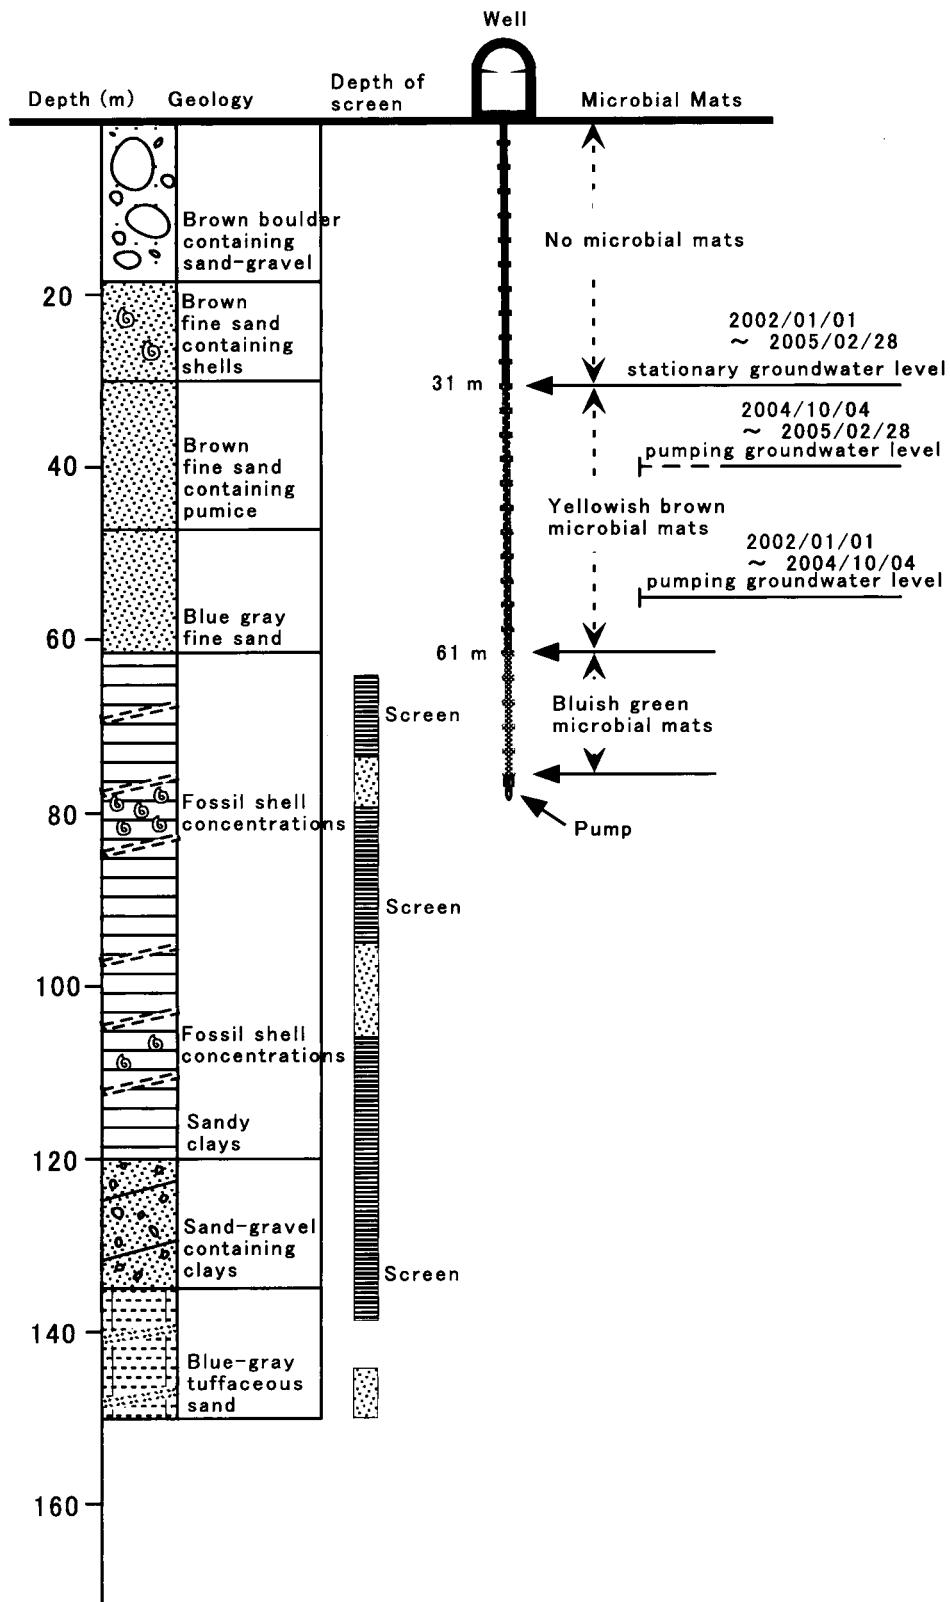 Well
Depth (m)
Geology
Depth of
screen
Microbial Mats
Brown boulder
containing
sand-gravel
No microbial mats
20
Brown
fine sand
containing
shells
2002/01/01
~ 2005/02/28
stationary groundwater level
31 m
2004/10/04
~ 2005/02/28
pumping groundwater level
40
Brown
fine sand
containing
pumice
Yellowish brown
microbial mats
2002/01/01
~ 2004/10/04
pumping groundwater level
60
Blue gray
fine sand
61 m
Screen
Bluish green
microbial mats
80
Fossil shell
concentrations
Pump
Screen
100
Fossil shell
concentrations
Sandy
clays
120
Sand-gravel
containing
clays
Screen
140
Blue-gray
tuffaceous
sand
160